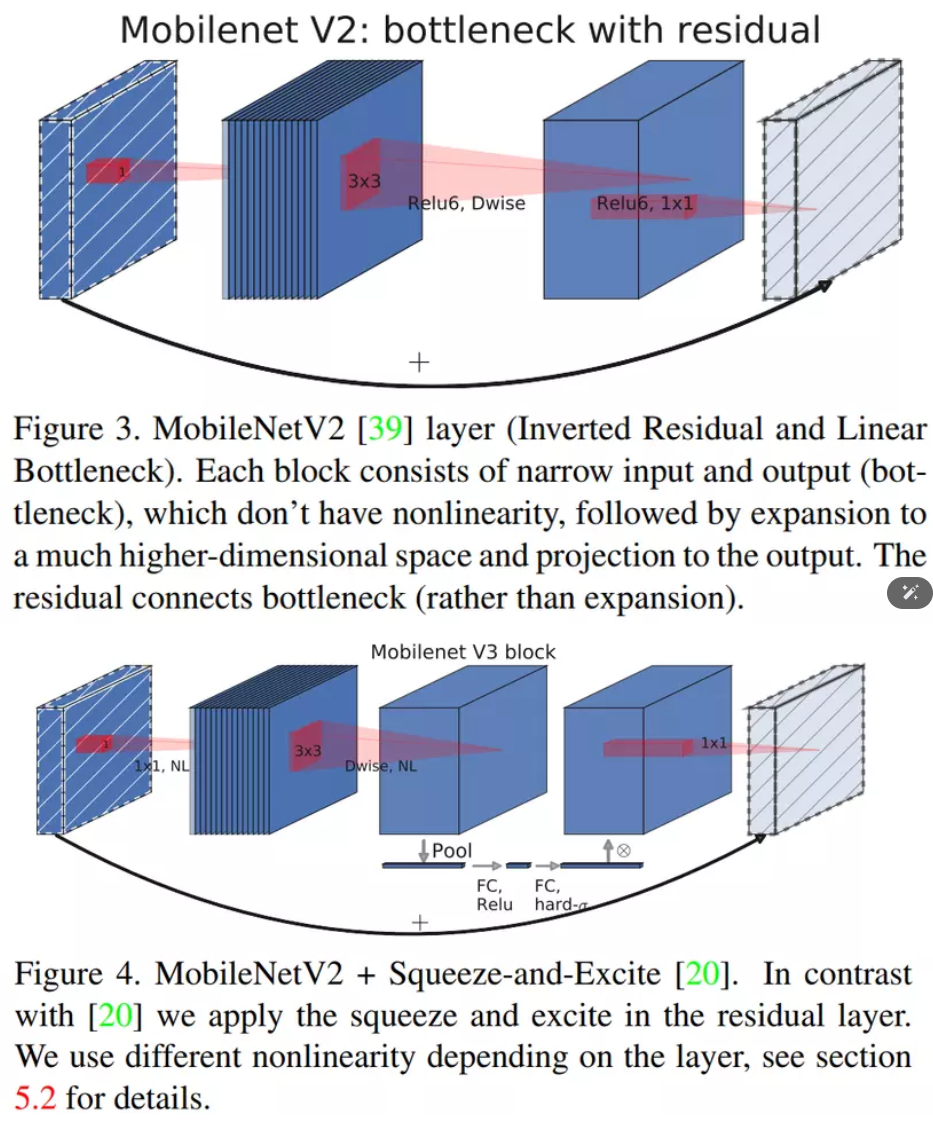 Mobilenet V2: bottleneck with residual
1
3x3
Relu6, Dwise
Relu6, 1x1
+
Figure 3. MobileNetV2 [39] layer (Inverted Residual and Linear
Bottleneck). Each block consists of narrow input and output (bot-
tleneck), which don’t have nonlinearity, followed by expansion to
a much higher-dimensional space and projection to the output. The
residual connects bottleneck (rather than expansion).
Mobilenet V3 block
1
1x1, NL
3x3
Dwise, NL
1x1
Pool
⊗
FC,
Relu
FC,
hard-σ
+
Figure 4. MobileNetV2 + Squeeze-and-Excite [20]. In contrast
with [20] we apply the squeeze and excite in the residual layer.
We use different nonlinearity depending on the layer, see section
5.2 for details.